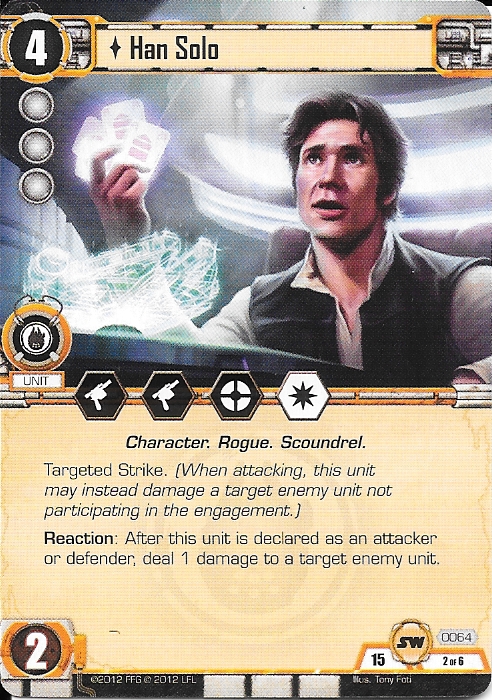 4
Han Solo
UNIT
Character. Rogue. Scoundrel.
Targeted Strike. (When attacking, this unit
may instead damage a target enemy unit not
participating in the engagement.)
Reaction: After this unit is declared as an attacker
or defender, deal 1 damage to a target enemy unit.
2
SW
0064
15
2 OF 6
©2012 FFG © 2012 LFL
Illus. Tony Foti